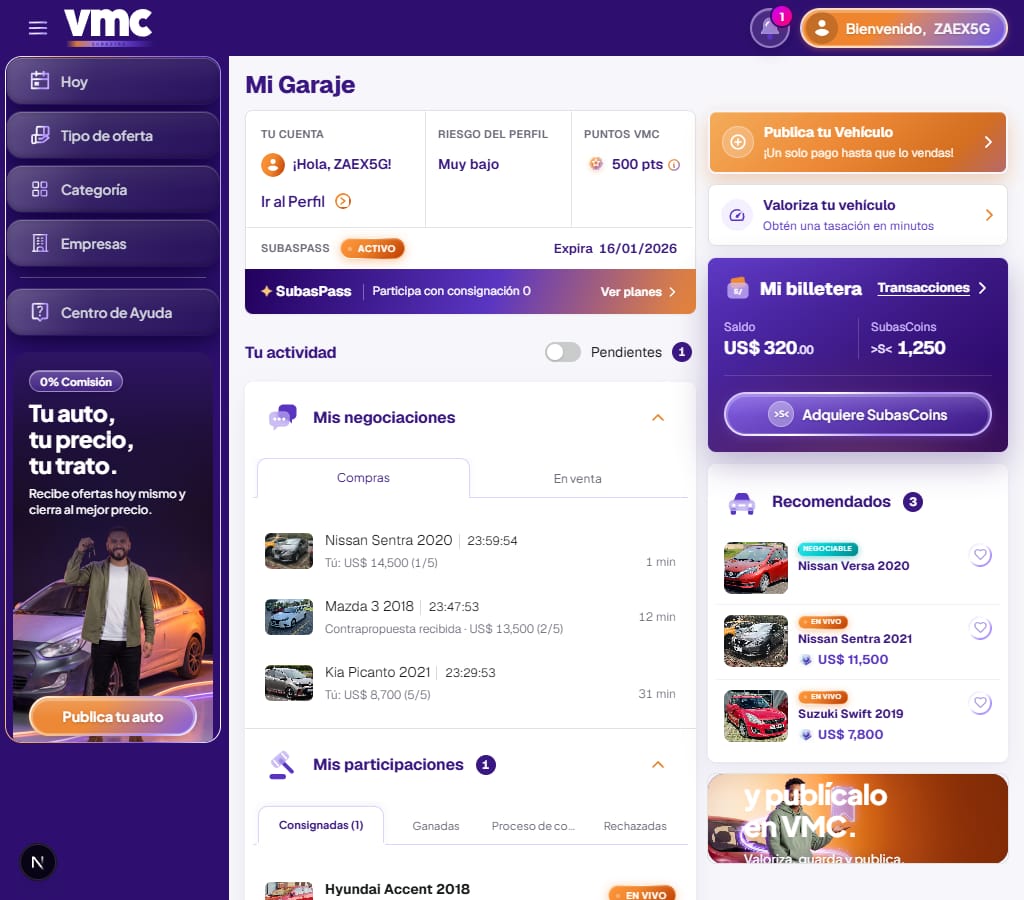 vmc
1
Bienvenido, ZAEX5G
Hoy
Tipo de oferta
Categoría
Empresas
Centro de Ayuda
0% Comisión
Tu auto,
tu precio,
tu trato.
Recibe ofertas hoy mismo y
cierra al mejor precio.
Publica tu auto
N
Mi Garaje
TU CUENTA
¡Hola, ZAEX5G!
Ir al Perfil
RIESGO DEL PERFIL
Muy bajo
PUNTOS VMC
500 pts
SUBASPASS
ACTIVO
Expira 16/01/2026
SubasPass
Participa con consignación 0
Ver planes
Tu actividad
Pendientes 1
Mis negociaciones
Compras
En venta
Nissan Sentra 2020 23:59:54
Tú: US$ 14,500 (1/5)
1 min
Mazda 3 2018 23:47:53
Contrapropuesta recibida · US$ 13,500 (2/5)
12 min
Kia Picanto 2021 23:29:53
Tú: US$ 8,700 (5/5)
31 min
Mis participaciones 1
Consignadas (1)
Ganadas
Proceso de co...
Rechazadas
Hyundai Accent 2018
EN VIVO
Publica tu Vehículo
¡Un solo pago hasta que lo vendas!
Valoriza tu vehículo
Obtén una tasación en minutos
S/
Mi billetera
Transacciones
Saldo
US$ 320.00
SubasCoins
>S< 1,250
>S< Adquiere SubasCoins
Recomendados 3
NEGOCIABLE
Nissan Versa 2020
EN VIVO
Nissan Sentra 2021
US$ 11,500
EN VIVO
Suzuki Swift 2019
US$ 7,800
y publícalo
en VMC.
Valoriza, guarda y publica.